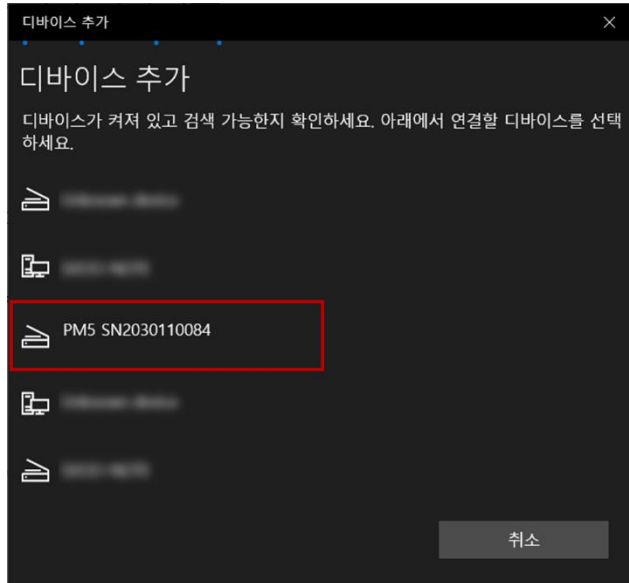 디바이스 추가
디바이스 추가
디바이스가 켜져 있고 검색 가능한지 확인하세요. 아래에서 연결할 디바이스를 선택
하세요.
PM5 SN2030110084
취소